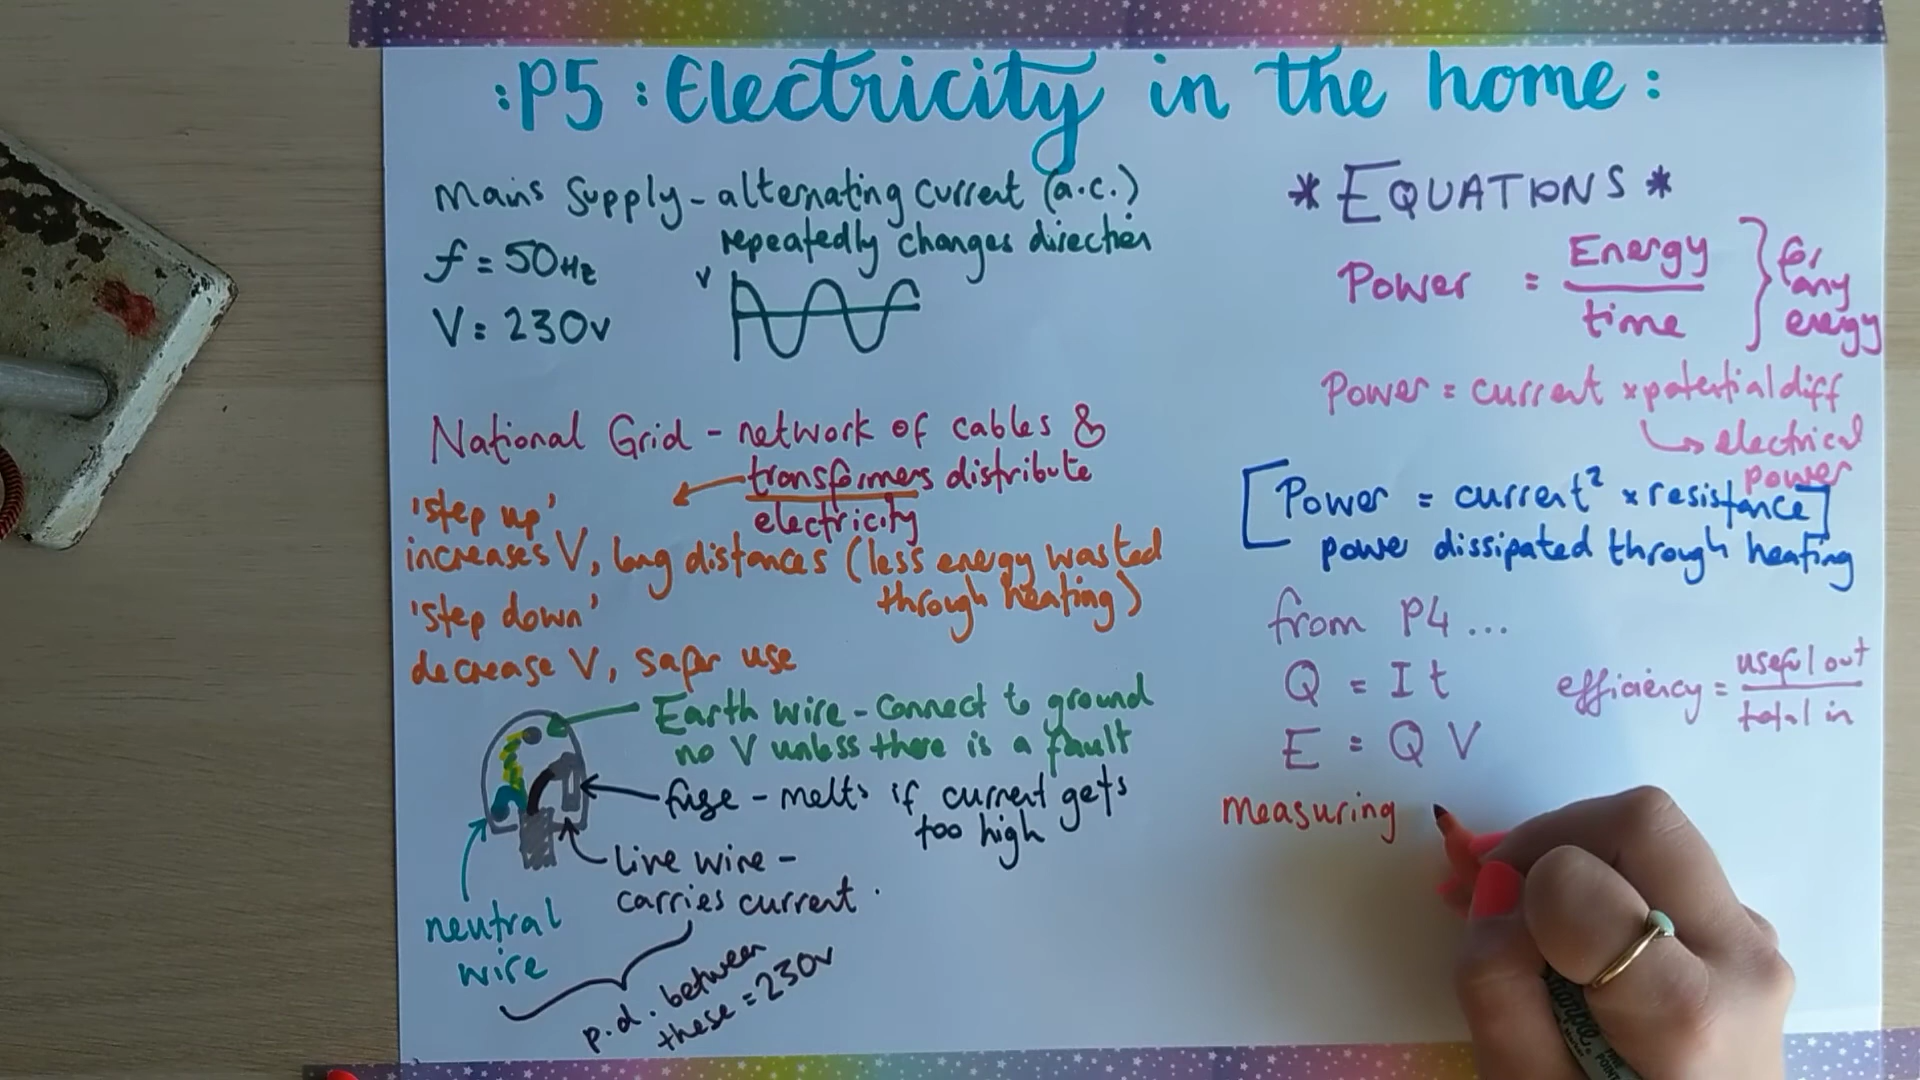 :P5: Electricity in the home:
Mains Supply - alternating current (a.c.)
repeatedly changes direction
f = 50Hz
V = 230v
V
National Grid - network of cables &
transformers distribute
electricity
'step up'
increases V, long distances (less energy wasted
through heating)
'step down'
decrease V, safer use
Earth wire - connect to ground
no V unless there is a fault
fuse - melts if current gets
too high
live wire -
carries current.
neutral
wire
p.d. between
these = 230v
*EQUATIONS*
Power = Energy
time
for
any
energy
Power = current x potential diff
electrical
power
[Power = current² x resistance]
power dissipated through heating
from P4...
Q = I t
E = Q V
efficiency = useful out
total in
Measuring